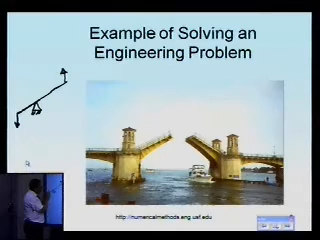 Example of Solving an
Engineering Problem
http://numericalmethods.eng.usf.edu